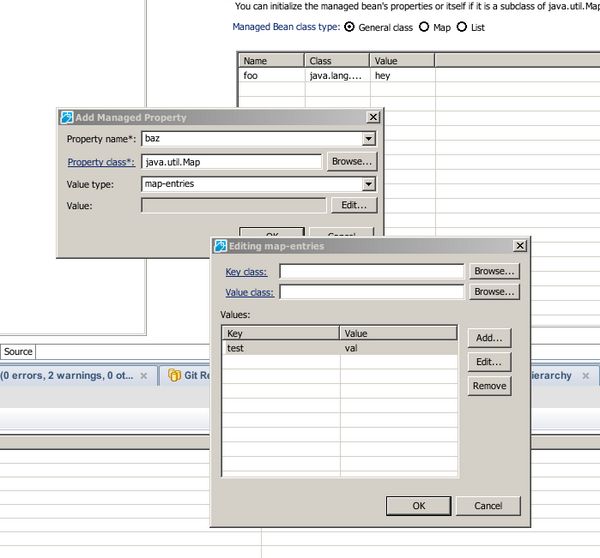 You can initialize the managed bean's properties or itself if it is a subclass of java.util.Map
Managed Bean class type: General class Map List
Name Class Value
foo java.lang.... hey
Add Managed Property
Property name*: baz
Property class*: java.util.Map Browse...
Value type: map-entries
Value: Edit...
OK Cancel
Editing map-entries
Key class: Browse...
Value class: Browse...
Values:
Key Value
test val
Add...
Edit...
Remove
OK Cancel
Source
(0 errors, 2 warnings, 0 ot... Git Re